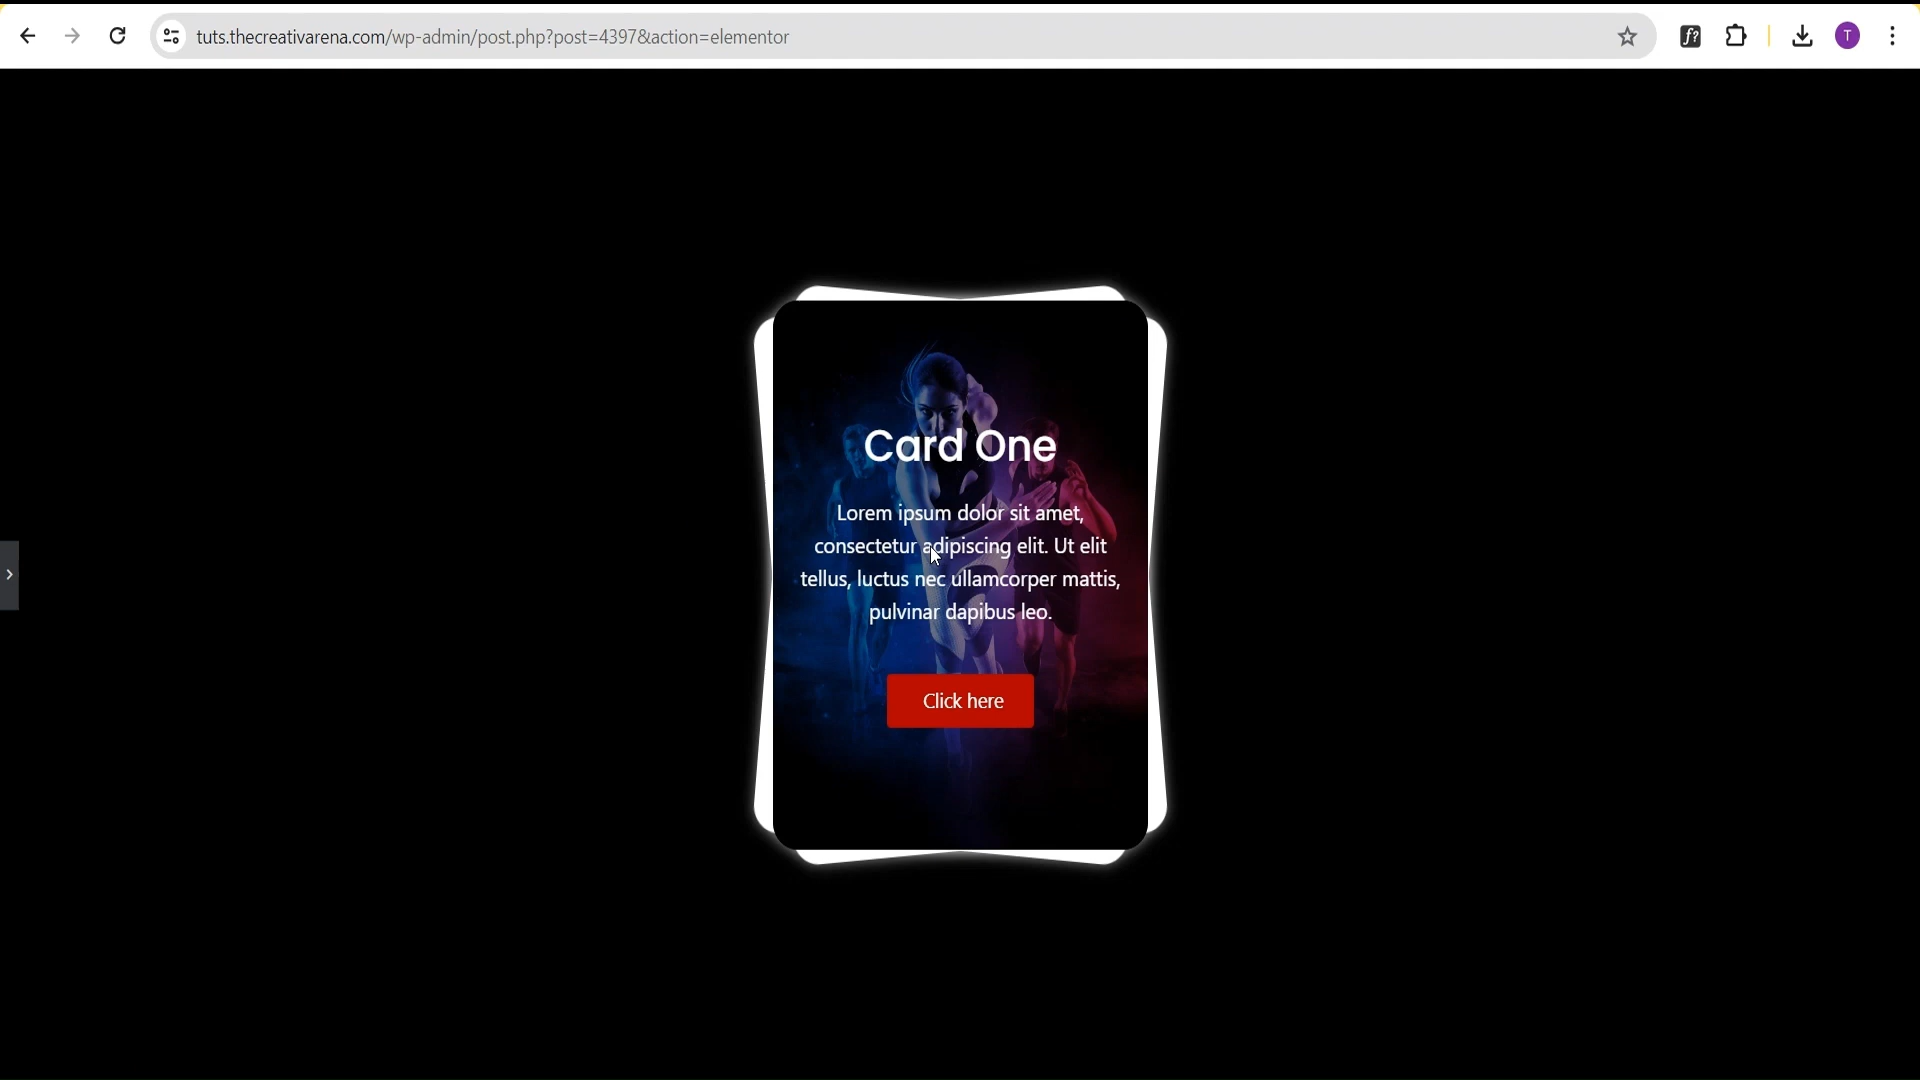 tuts.thecreativarena.com/wp-admin/post.php?post=4397&action=elementor
f?
T
Card One
Lorem ipsum dolor sit amet,
consectetur adipiscing elit. Ut elit
tellus, luctus nec ullamcorper mattis,
pulvinar dapibus leo.
Click here